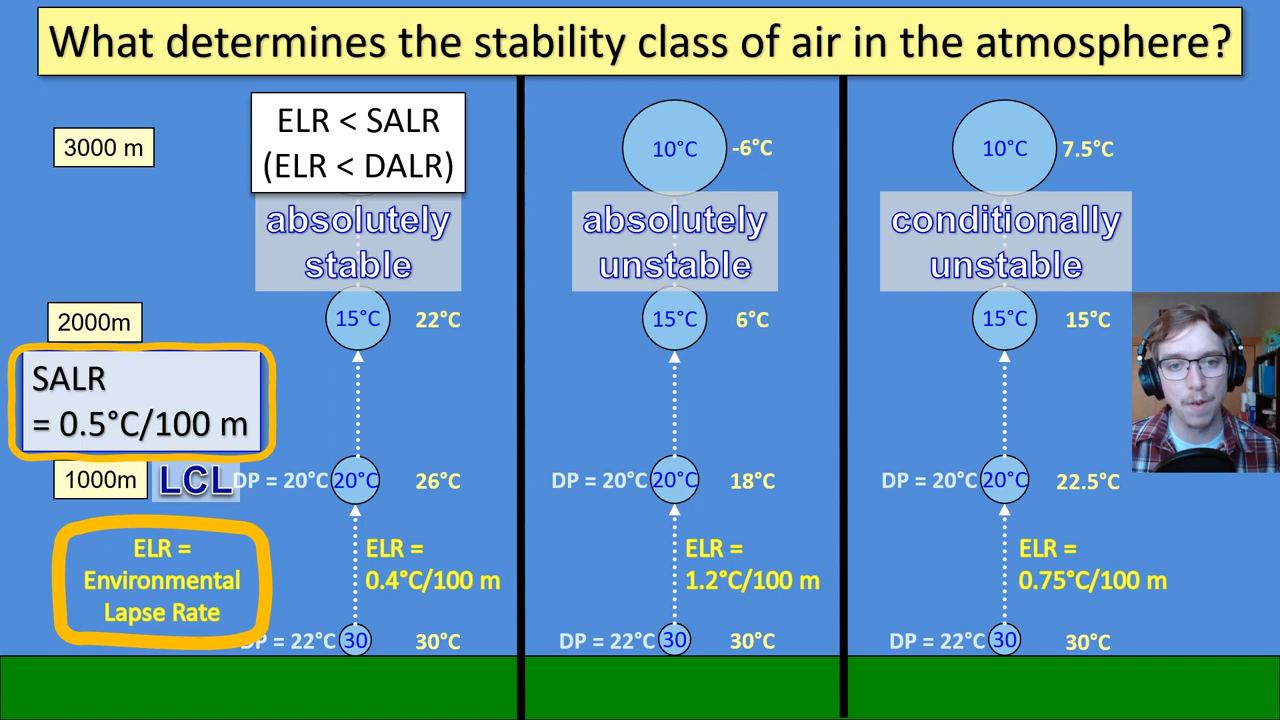 What determines the stability class of air in the atmosphere?
ELR < SALR
(ELR < DALR)
3000 m
10°C
-6°C
10°C
7.5°C
absolutely
stable
absolutely
unstable
conditionally
unstable
2000m
15°C
22°C
15°C
6°C
15°C
15°C
SALR
= 0.5°C/100 m
1000m
LCL
DP = 20°C
20°C
26°C
DP = 20°C
20°C
18°C
DP = 20°C
20°C
22.5°C
ELR =
Environmental
Lapse Rate
ELR =
0.4°C/100 m
ELR =
1.2°C/100 m
ELR =
0.75°C/100 m
DP = 22°C
30
30°C
DP = 22°C
30
30°C
DP = 22°C
30
30°C